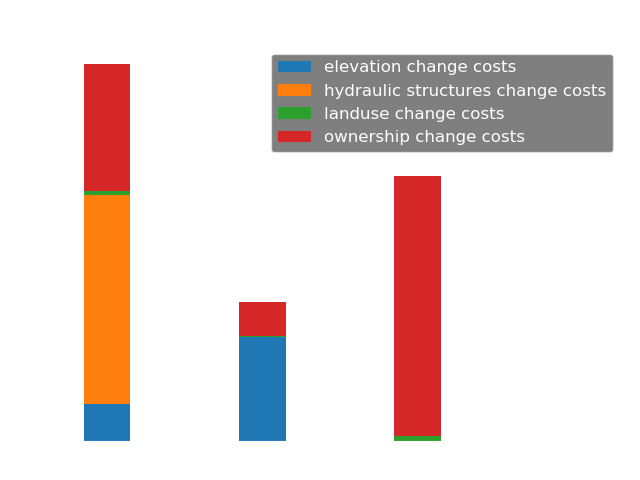 elevation change costs
hydraulic structures change costs
landuse change costs
ownership change costs